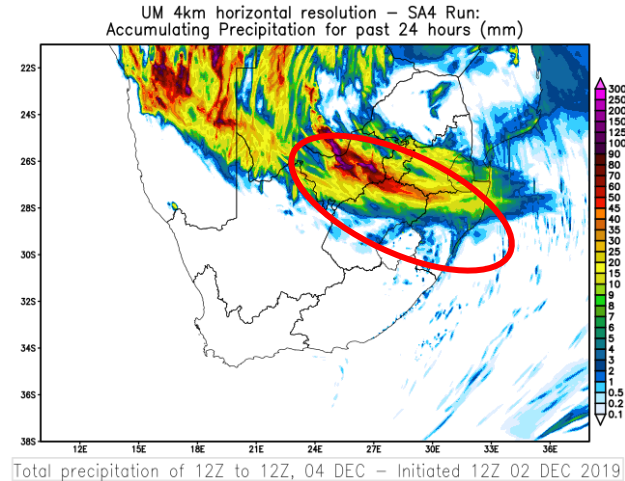 UM 4km horizontal resolution – SA4 Run:
Accumulating Precipitation for past 24 hours (mm)
22S
24S
26S
28S
30S
32S
34S
36S
38S
12E
15E
18E
21E
24E
27E
30E
33E
36E
300
250
200
150
125
100
90
80
70
60
50
45
40
35
30
25
20
15
10
9
8
7
6
5
4
3
2
1
0.5
0.2
0.1
Total precipitation of 12Z to 12Z, 04 DEC – Initiated 12Z 02 DEC 2019